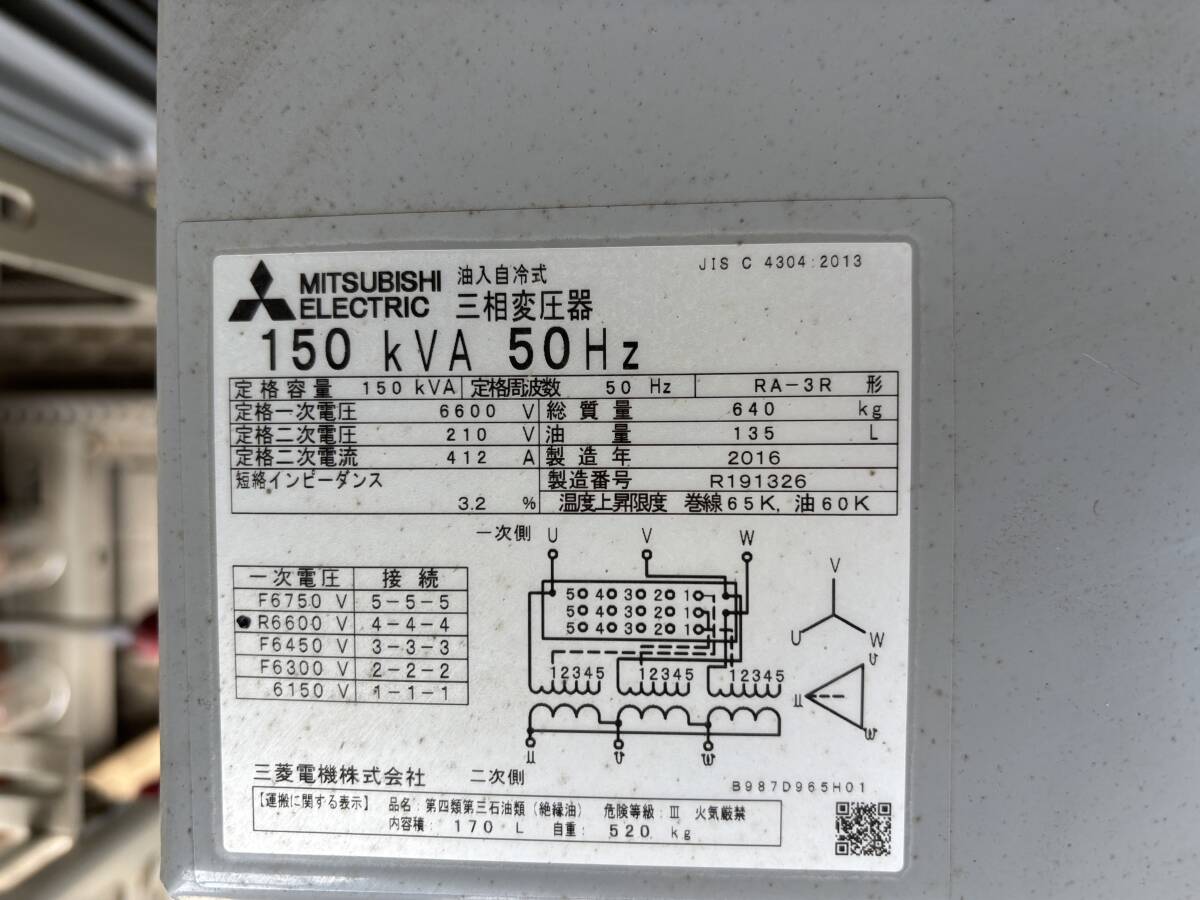 MITSUBISHI ELECTRIC
油入自冷式
三相変圧器
JIS C 4304:2013
150 kVA 50Hz
定格容量 150 kVA 定格周波数 50 Hz RA-3R 形
定格一次電圧 6600 V 総質量 640 kg
定格二次電圧 210 V 油量 135 L
定格二次電流 412 A 製造年 2016
短絡インピーダンス 3.2 % 製造番号 R191326
温度上昇限度 巻線65K, 油60K
一次電圧 接続
F6750 V 5-5-5
●R6600 V 4-4-4
F6450 V 3-3-3
F6300 V 2-2-2
6150 V 1-1-1
一次側 U V W
5 4 3 2 1
5 4 3 2 1
5 4 3 2 1
12345 12345 12345
u v w
V
U W
v
u
w
三菱電機株式会社 二次側
B987D965H01
【運搬に関する表示】 品名: 第四類第三石油類 (絶縁油) 危険等級: Ⅲ 火気厳禁
内容積: 170 L 自重: 520 kg